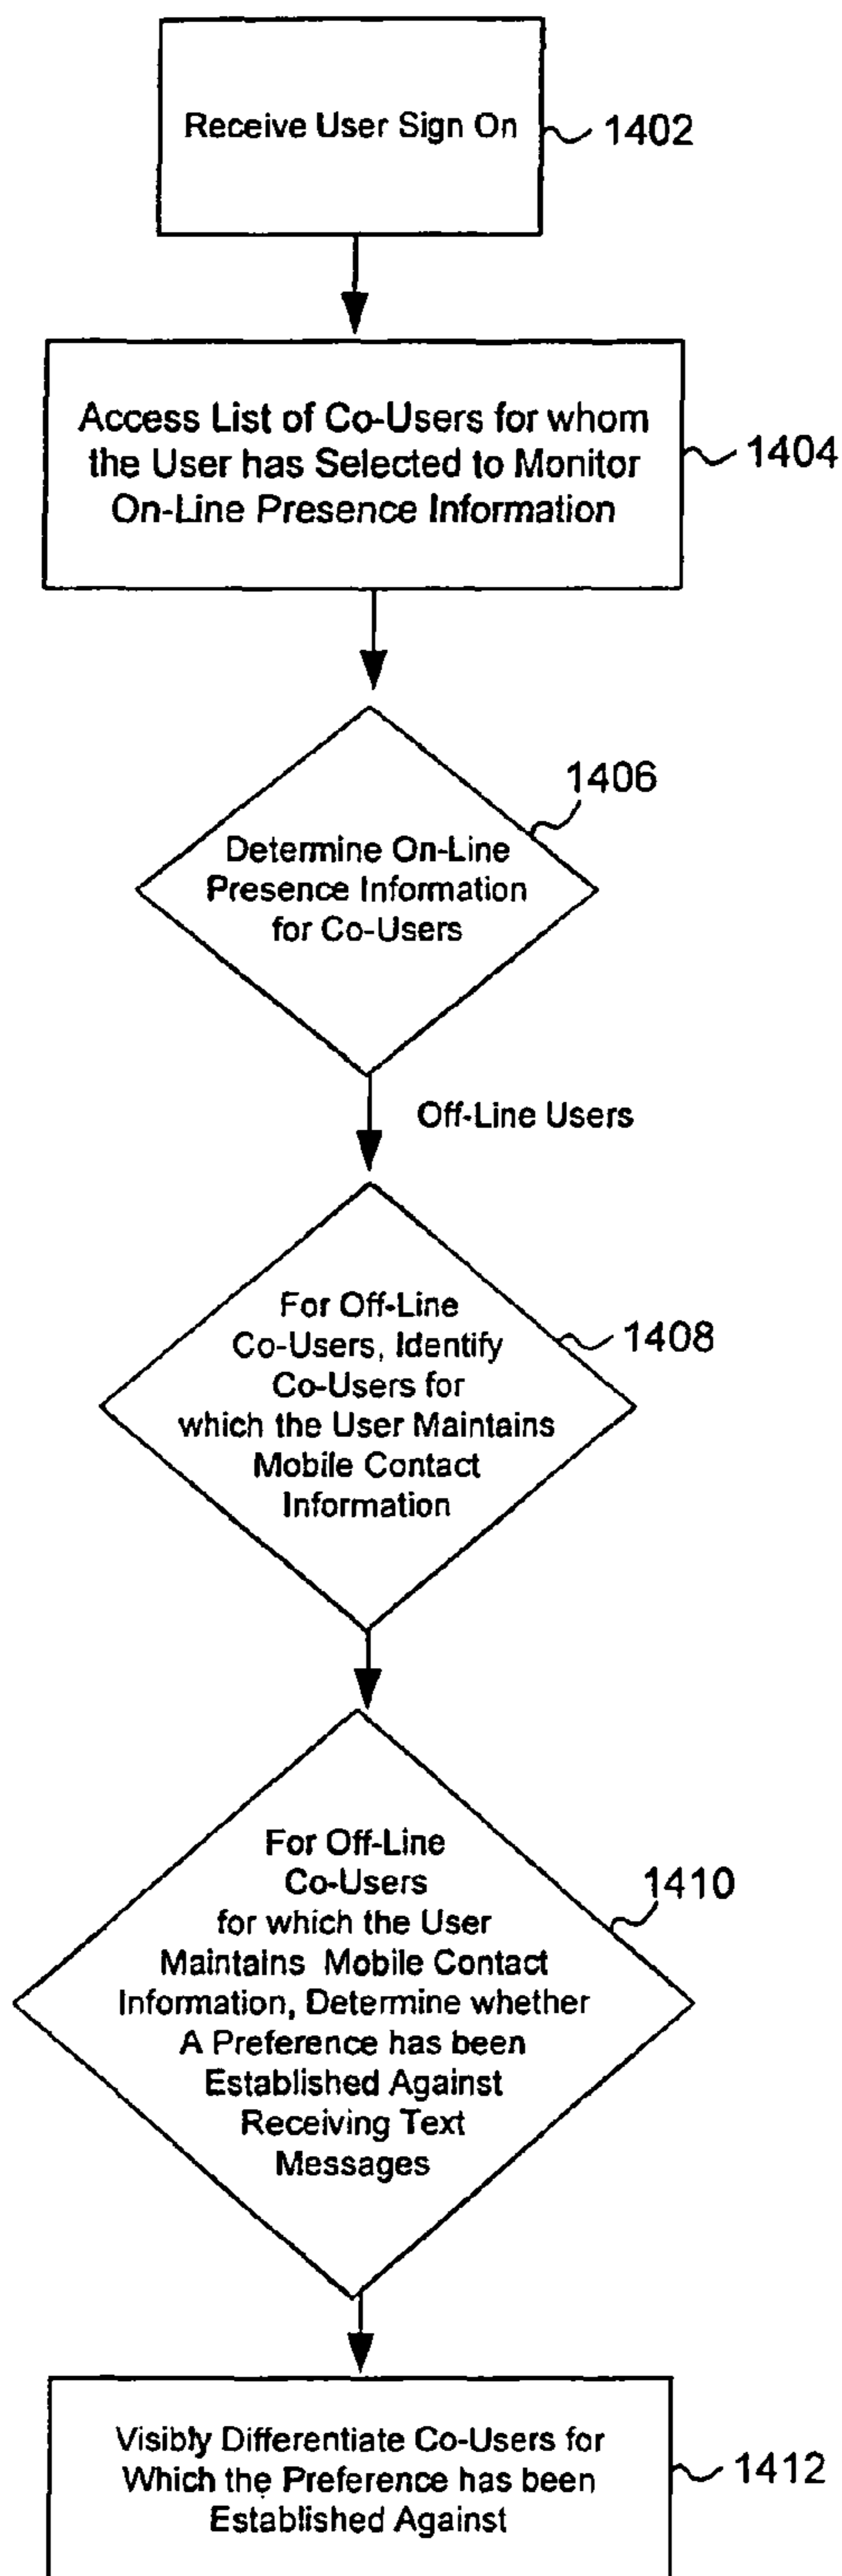 Receive User Sign On
1402
Access List of Co-Users for whom
the User has Selected to Monitor
On-Line Presence Information
1404
1406
Determine On-Line
Presence Information
for Co-Users
Off-Line Users
For Off-Line
Co-Users, Identify
Co-Users for
which the User Maintains
Mobile Contact
Information
1408
For Off-Line
Co-Users
for which the User
Maintains Mobile Contact
Information, Determine whether
A Preference has been
Established Against
Receiving Text
Messages
1410
Visibly Differentiate Co-Users for
Which the Preference has been
Established Against
1412